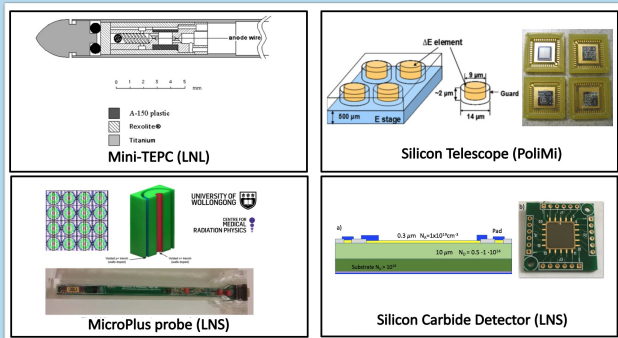 anode wire
0 1 2 3 4 5
mm
A-150 plastic
Rexolite®
Titanium
Mini-TEPC (LNL)
ΔE element
9 µm
~2 µm
Guard
500 µm
E stage
14 µm
Silicon Telescope (PoliMi)
UNIVERSITY OF
WOLLONGONG
CENTRE FOR
MEDICAL
RADIATION PHYSICS
MicroPlus probe (LNS)
a)
0.3 µm
Pad
10 µm
b)
Silicon Carbide Detector (LNS)